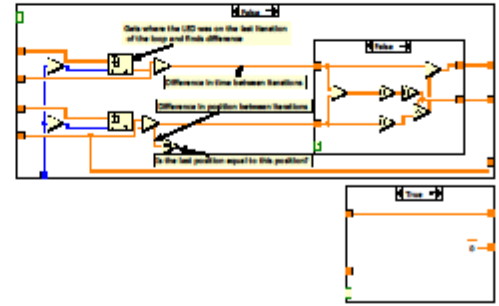 False
Gets where the UID was on the last iteration
of the loop and finds difference
False
Difference in time between iterations
Difference in position between iterations
Is the last position equal to this position?
True
0